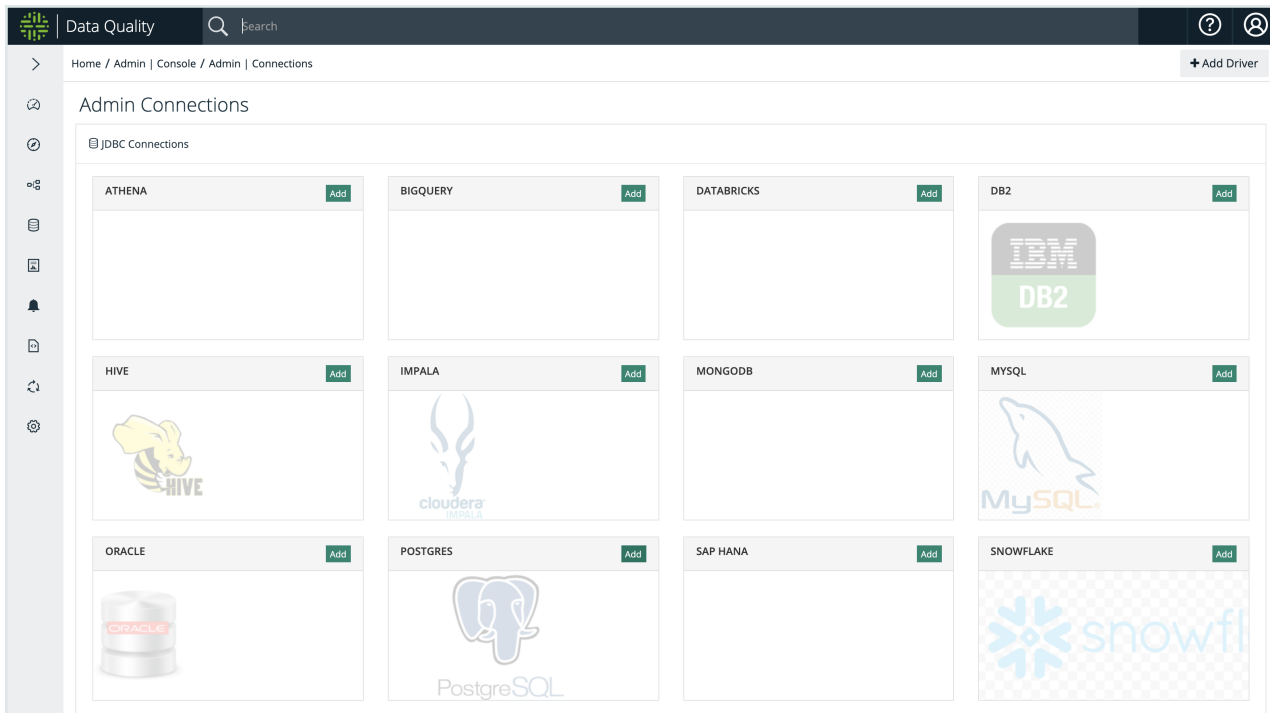 Data Quality
Search
Home / Admin | Console / Admin | Connections
+ Add Driver
Admin Connections
JDBC Connections
ATHENA Add
BIGQUERY Add
DATABRICKS Add
DB2 Add
IBM
DB2
HIVE Add
IMPALA Add
MONGODB Add
MYSQL Add
HIVE
cloudera
IMPALA
MySQL®
ORACLE Add
POSTGRES Add
SAP HANA Add
SNOWFLAKE Add
ORACLE
PostgreSQL
snowfl